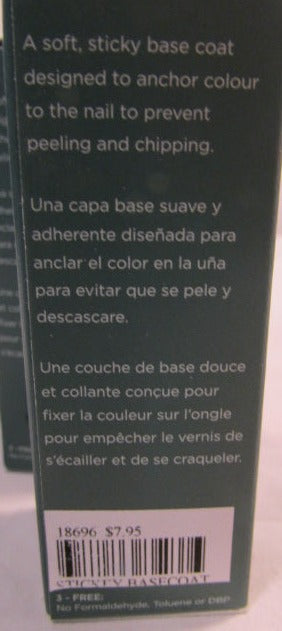 A soft, sticky base coat
designed to anchor colour
to the nail to prevent
peeling and chipping.
Una capa base suave y
adherente diseñada para
anclar el color en la uña
para evitar que se pele y
descascare.
Une couche de base douce
et collante conçue pour
fixer la couleur sur l'ongle
pour empêcher le vernis de
s'écailler et de se craqueler.
18696 $7.95
STICKEY BASECOAT
3 - FREE:
No Formaldehyde, Toluene or DBP